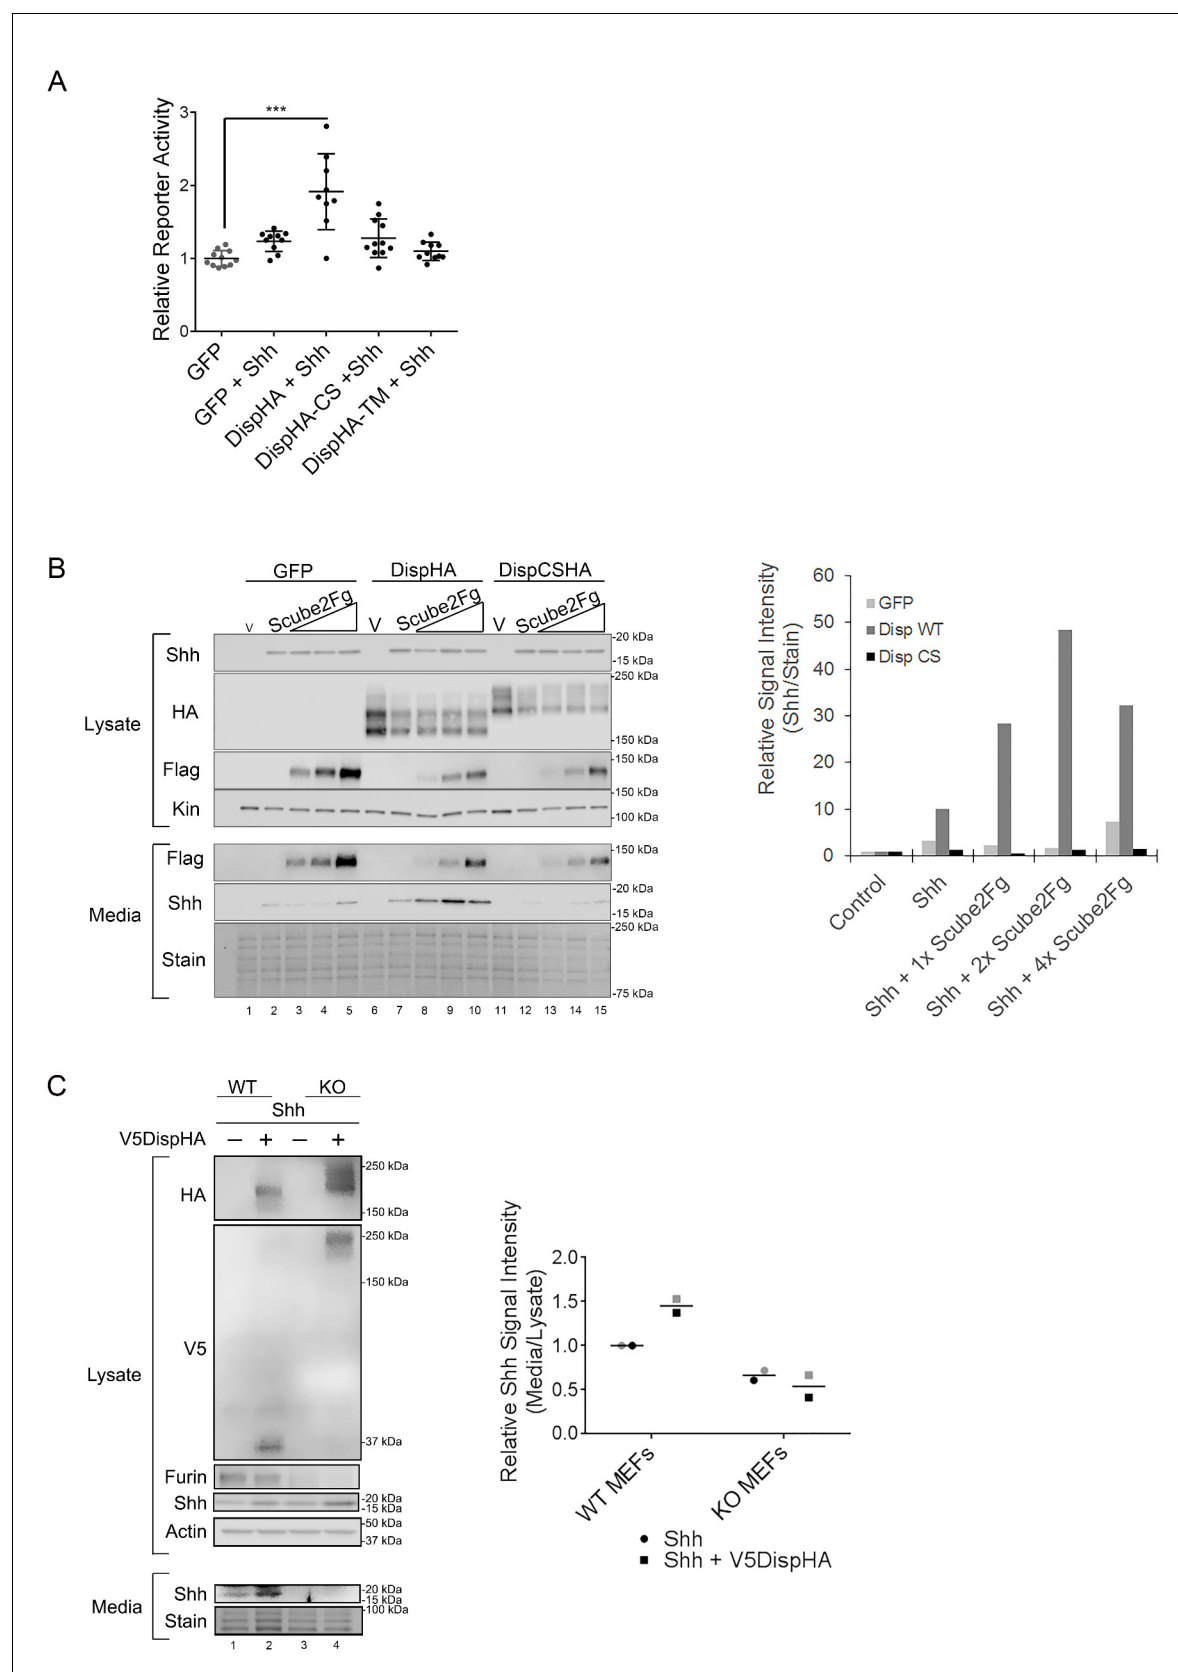 A
Relative Reporter Activity
3
2
1
0
***
GFP
GFP + Shh
DispHA + Shh
DispHA-CS +Shh
DispHA-TM + Shh
B
GFP DispHA DispCSHA
V Scube2Fg V Scube2Fg V Scube2Fg
Lysate
Shh
-20 kDa
-15 kDa
HA
-250 kDa
-150 kDa
Flag
-150 kDa
Kin
-150 kDa
-100 kDa
Media
Flag
-150 kDa
Shh
-20 kDa
-15 kDa
Stain
-250 kDa
-75 kDa
1 2 3 4 5 6 7 8 9 10 11 12 13 14 15
Relative Signal Intensity
(Shh/Stain)
60
50
40
30
20
10
0
GFP
Disp WT
Disp CS
Control
Shh
Shh + 1x Scube2Fg
Shh + 2x Scube2Fg
Shh + 4x Scube2Fg
C
WT KO
Shh
V5DispHA — + — +
Lysate
HA
-250 kDa
-150 kDa
V5
-250 kDa
-150 kDa
-37 kDa
Furin
Shh
-20 kDa
-15 kDa
Actin
-50 kDa
-37 kDa
Media
Shh
-20 kDa
-15 kDa
Stain
-100 kDa
1 2 3 4
Relative Shh Signal Intensity
(Media/Lysate)
2.0
1.5
1.0
0.5
0.0
WT MEFs
KO MEFs
Shh
Shh + V5DispHA